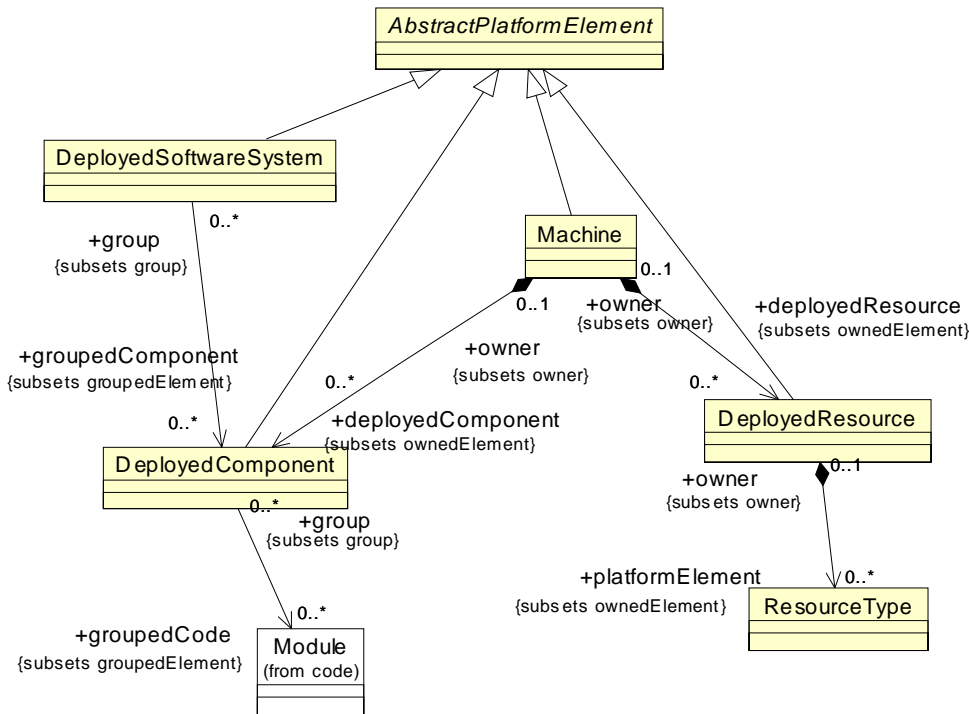 AbstractPlatformElement
DeployedSoftwareSystem
0..*
+group
{subsets group}
Machine
0..1
0..1
+owner
{subsets owner}
+deployedResource
{subsets ownedElement}
+groupedComponent
{subsets groupedElement}
+owner
{subsets owner}
0..*
0..*
0..*
+deployedComponent
{subsets ownedElement}
DeployedResource
DeployedComponent
0..1
+owner
{subsets owner}
0..*
+group
{subsets group}
+platformElement
{subsets ownedElement}
0..*
ResourceType
0..*
+groupedCode
{subsets groupedElement}
Module
(from code)